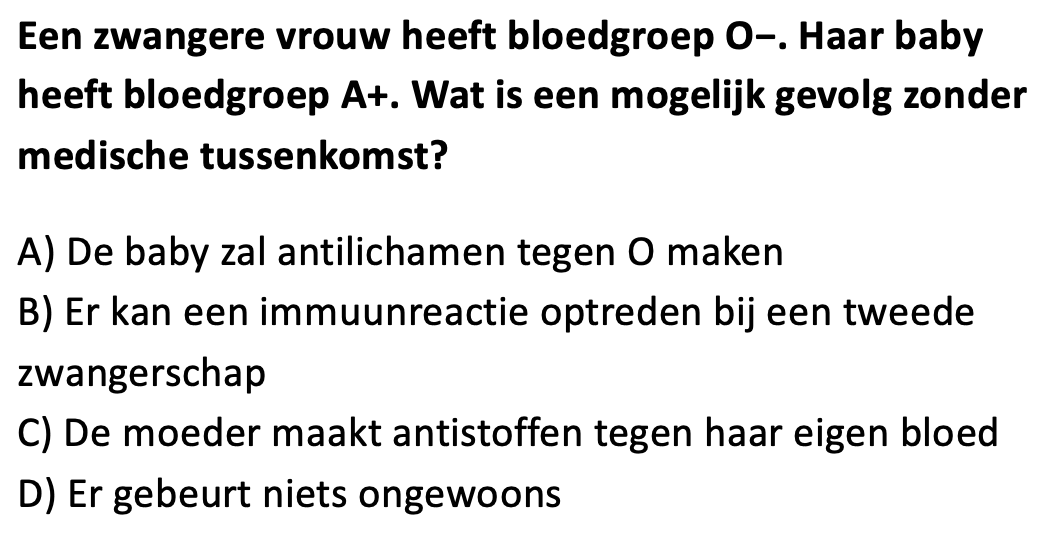 Een zwangere vrouw heeft bloedgroep O−. Haar baby
heeft bloedgroep A+. Wat is een mogelijk gevolg zonder
medische tussenkomst?
A) De baby zal antilichamen tegen O maken
B) Er kan een immuunreactie optreden bij een tweede
zwangerschap
C) De moeder maakt antistoffen tegen haar eigen bloed
D) Er gebeurt niets ongewoons